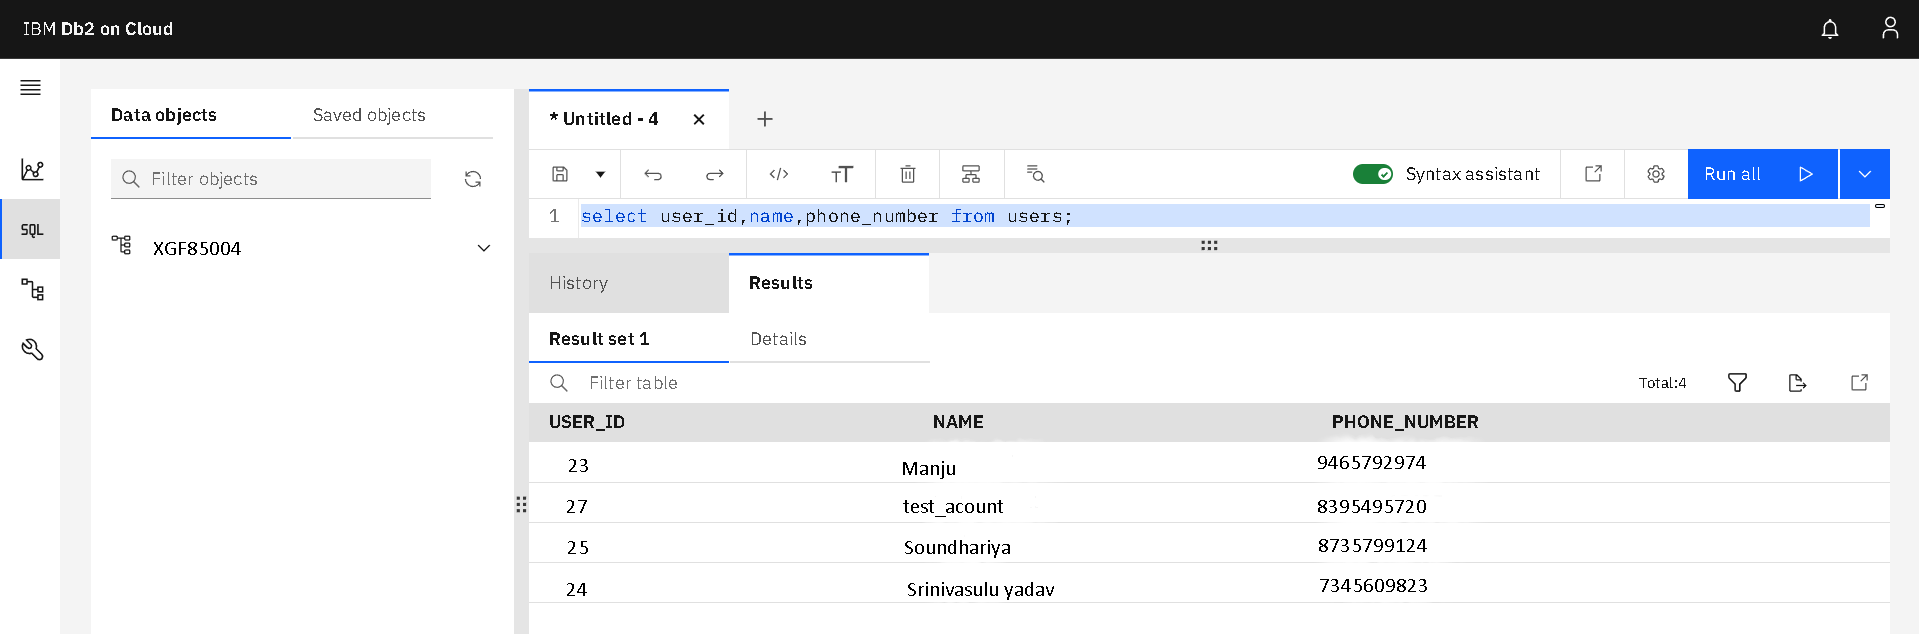 IBM Db2 on Cloud
Data objects Saved objects
* Untitled - 4
Filter objects
Syntax assistant Run all
SQL
1 select user_id,name,phone_number from users;
XGF85004
History Results
Result set 1 Details
Filter table Total:4
USER_ID NAME PHONE_NUMBER
23 Manju 9465792974
27 test_acount 8395495720
25 Soundhariya 8735799124
24 Srinivasulu yadav 7345609823